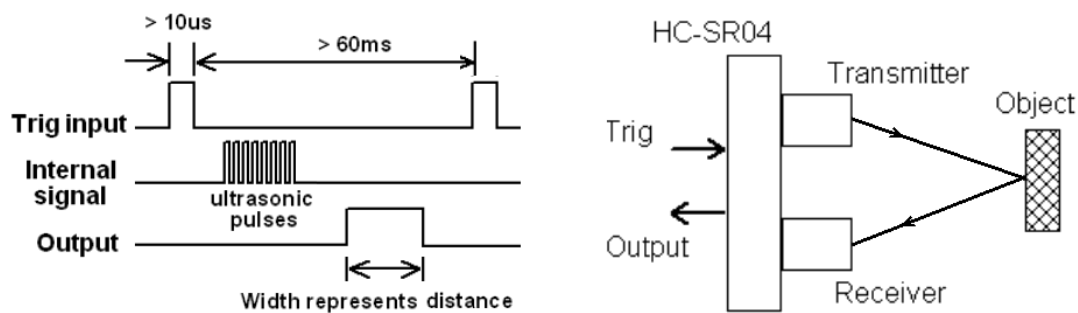 > 10us
> 60ms
Trig input
Internal
signal
ultrasonic
pulses
Output
Width represents distance
HC-SR04
Transmitter
Object
Trig
Output
Receiver